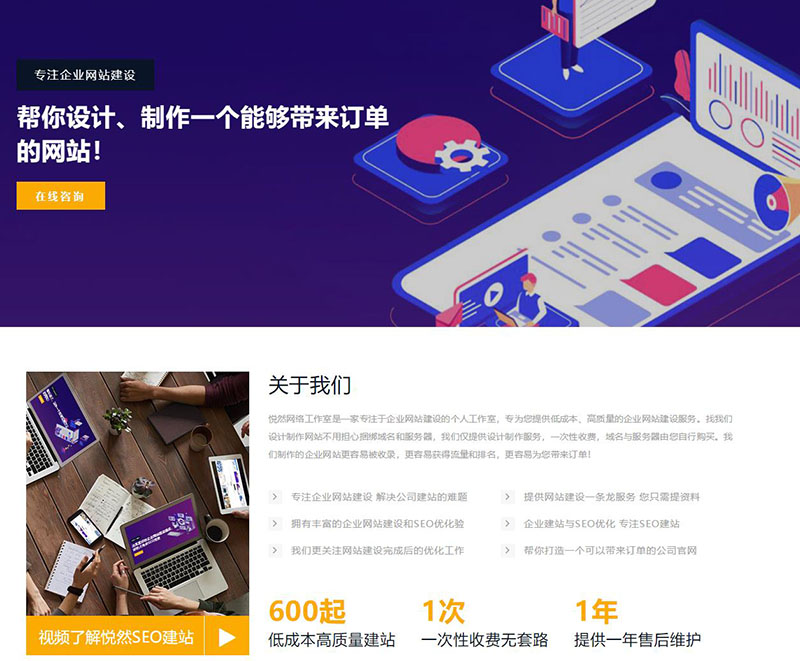 专注企业网站建设
帮你设计、制作一个能够带来订单
的网站!
在线咨询
关于我们
悦然网络工作室是一家专注于企业网站建设的个人工作室，专为您提供低成本、高质量的企业网站建设服务。找我们
设计制作网站不用担心捆绑域名和服务器，我们仅提供设计制作服务，一次性收费，域名与服务器由您自行购买。我
们制作的企业网站更容易被收录，更容易获得流量和排名，更容易为您带来订单!
专注企业网站建设 解决公司建站的难题
提供网站建设一条龙服务 您只需提资料
拥有丰富的企业网站建设和SEO优化验
企业建站与SEO优化 专注SEO建站
我们更关注网站建设完成后的优化工作
帮你打造一个可以带来订单的公司官网
视频了解悦然SEO建站
600起
1次
1年
低成本高质量建站
一次性收费无套路
提供一年售后维护